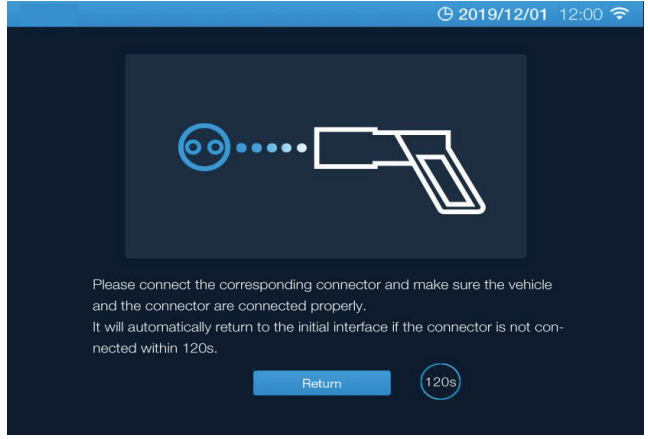 2019/12/01 12:00
Please connect the corresponding connector and make sure the vehicle
and the connector are connected properly.
It will automatically return to the initial interface if the connector is not con-
nected within 120s.
Return
120s